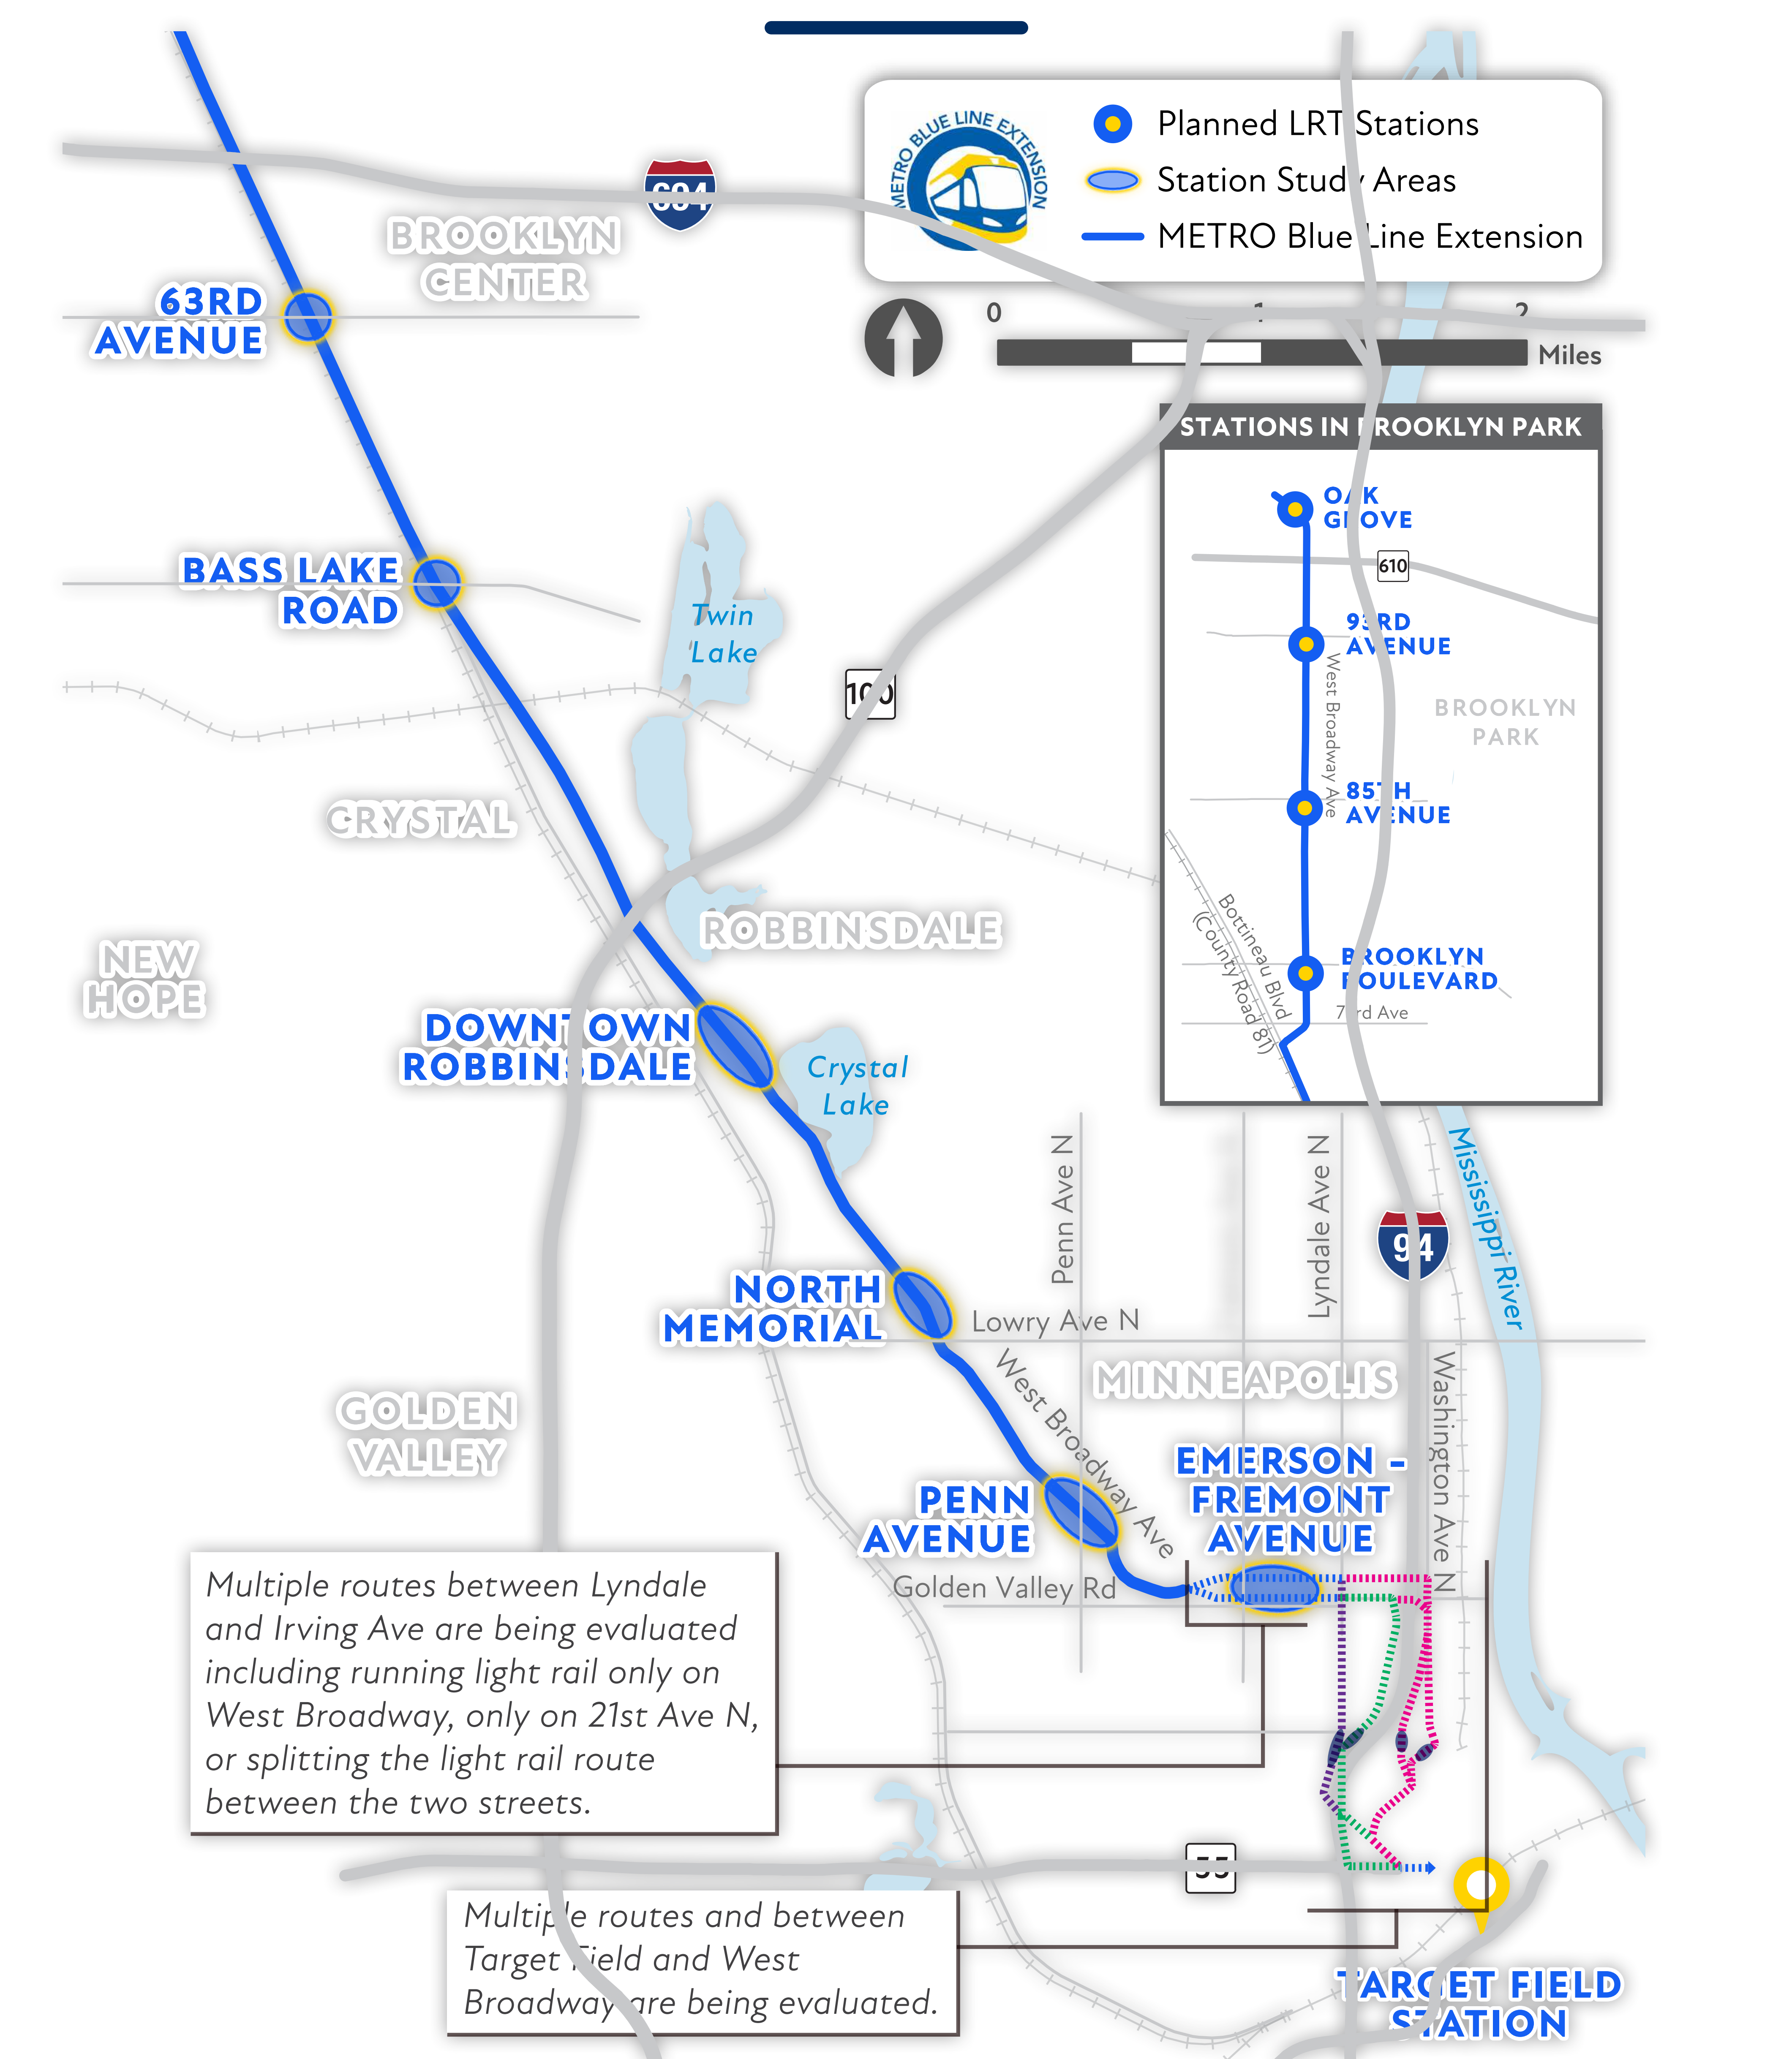 METRO BLUE LINE EXTENSION
Planned LRT Stations
Station Study Areas
METRO Blue Line Extension
0 1 2
Miles
694
BROOKLYN
CENTER
63RD
AVENUE
STATIONS IN BROOKLYN PARK
OAK
GROVE
610
93RD
AVENUE
West Broadway Ave
BROOKLYN
PARK
85TH
AVENUE
Bottineau Blvd
(County Road 81)
BROOKLYN
BOULEVARD
73rd Ave
BASS LAKE
ROAD
Twin
Lake
100
CRYSTAL
ROBBINSDALE
NEW
HOPE
DOWNTOWN
ROBBINSDALE
Crystal
Lake
Penn Ave N
Lyndale Ave N
Mississippi River
94
NORTH
MEMORIAL
Lowry Ave N
West Broadway Ave
MINNEAPOLIS
Washington Ave N
GOLDEN
VALLEY
EMERSON -
FREMONT
AVENUE
PENN
AVENUE
Golden Valley Rd
Multiple routes between Lyndale
and Irving Ave are being evaluated
including running light rail only on
West Broadway, only on 21st Ave N,
or splitting the light rail route
between the two streets.
55
Multiple routes and between
Target Field and West
Broadway are being evaluated.
TARGET FIELD
STATION